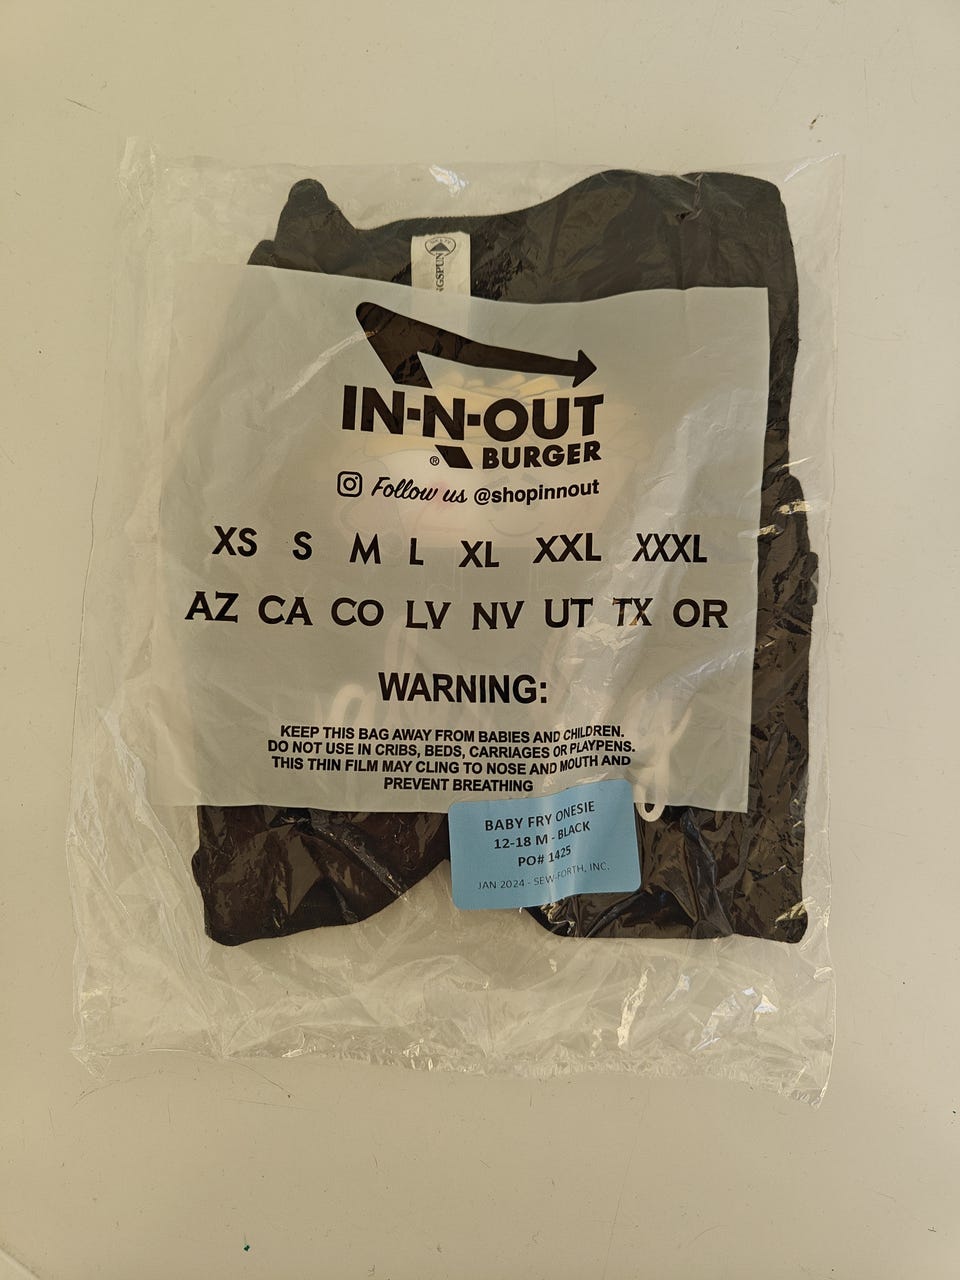 NGSPUN
IN-N-OUT
® BURGER
Follow us @shopinnout
XS S M L XL XXL XXXL
AZ CA CO LV NV UT TX OR
WARNING:
KEEP THIS BAG AWAY FROM BABIES AND CHILDREN.
DO NOT USE IN CRIBS, BEDS, CARRIAGES OR PLAYPENS.
THIS THIN FILM MAY CLING TO NOSE AND MOUTH AND
PREVENT BREATHING
BABY FRY ONESIE
12-18 M - BLACK
PO# 1425
JAN 2024 - SEW-FORTH, INC.